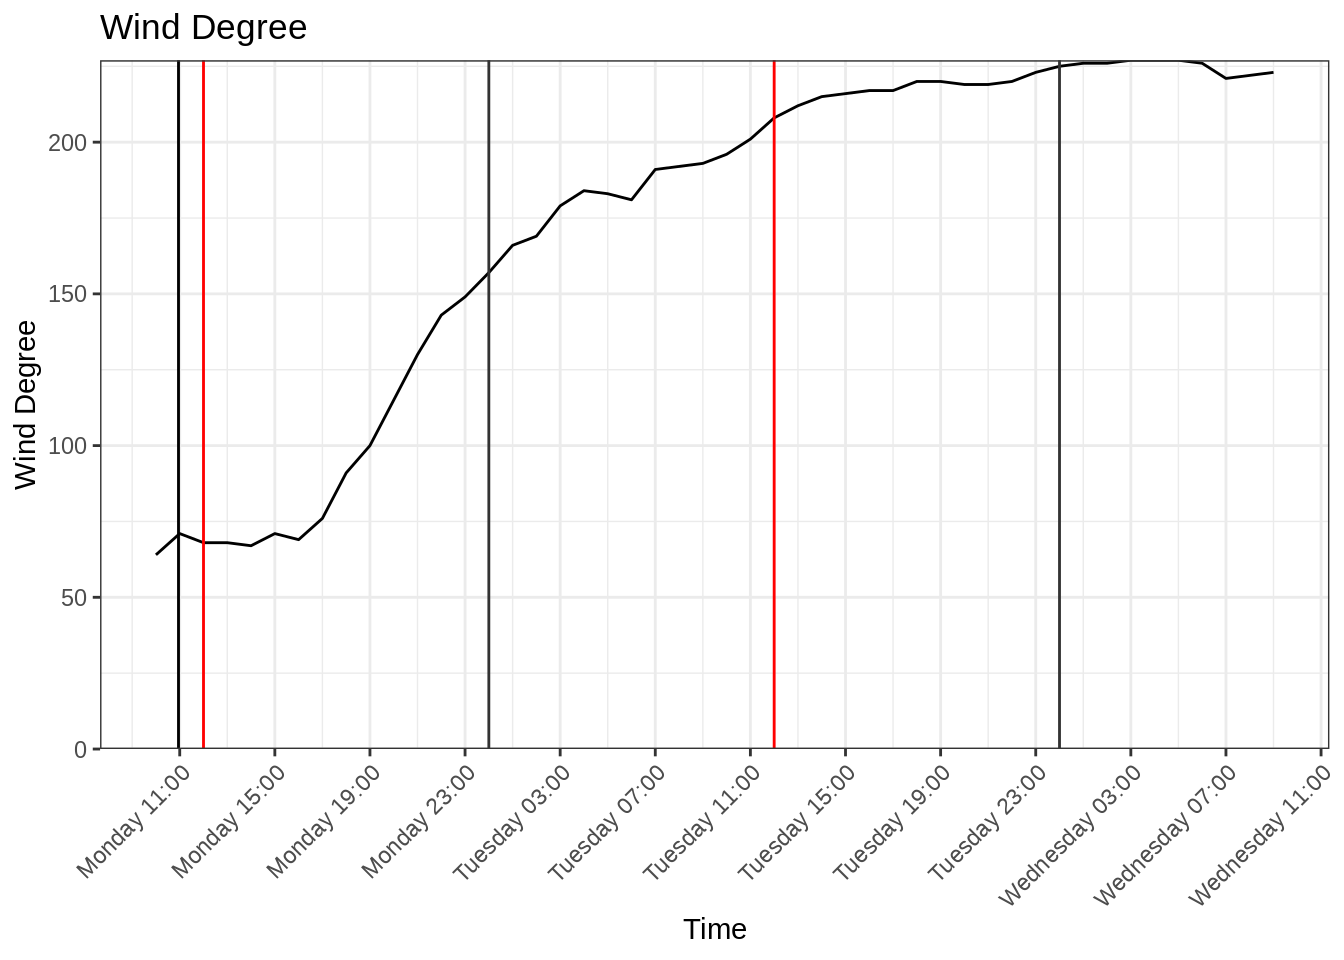 Wind Degree
Wind Degree
200
150
100
50
0
Monday 11:00
Monday 15:00
Monday 19:00
Monday 23:00
Tuesday 03:00
Tuesday 07:00
Tuesday 11:00
Tuesday 15:00
Tuesday 19:00
Tuesday 23:00
Wednesday 03:00
Wednesday 07:00
Wednesday 11:00
Time